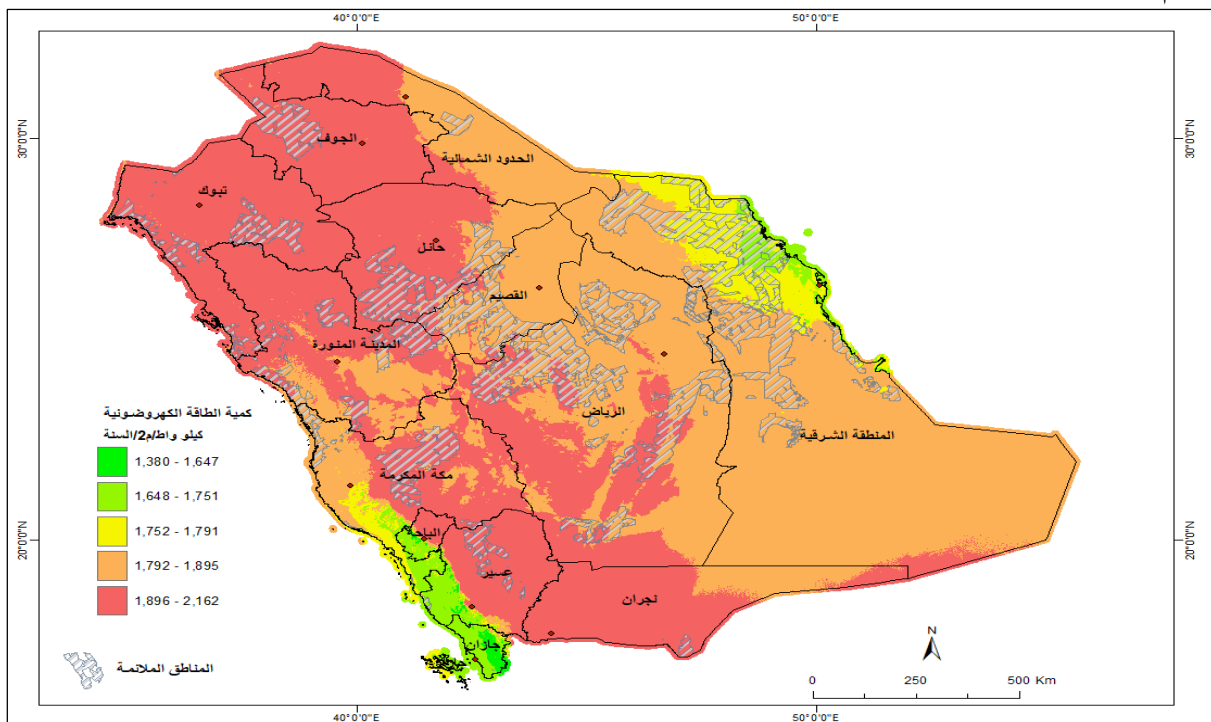 40°0'0"E 50°0'0"E
30°0'0"N 30°0'0"N
الجوف
الحدود الشمالية
تبوك
حائل
القصيم
المدينة المنورة
الرياض
المنطقة الشرقية
مكة المكرمة
الباحة
عسير
نجران
جازان
20°0'0"N 20°0'0"N
كمية الطاقة الكهروضوئية
كيلو واط/م2/السنة
1,380 - 1,647
1,648 - 1,751
1,752 - 1,791
1,792 - 1,895
1,896 - 2,162
المناطق الملائمة
N
0 250 500 Km
40°0'0"E 50°0'0"E